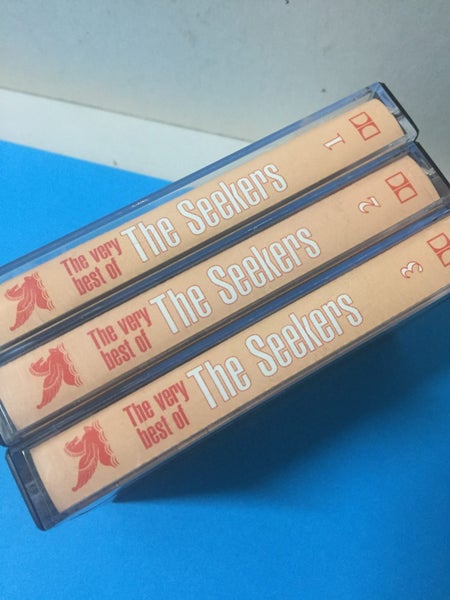 The very
best of
The Seekers
1
The very
best of
The Seekers
2
The very
best of
The Seekers
3